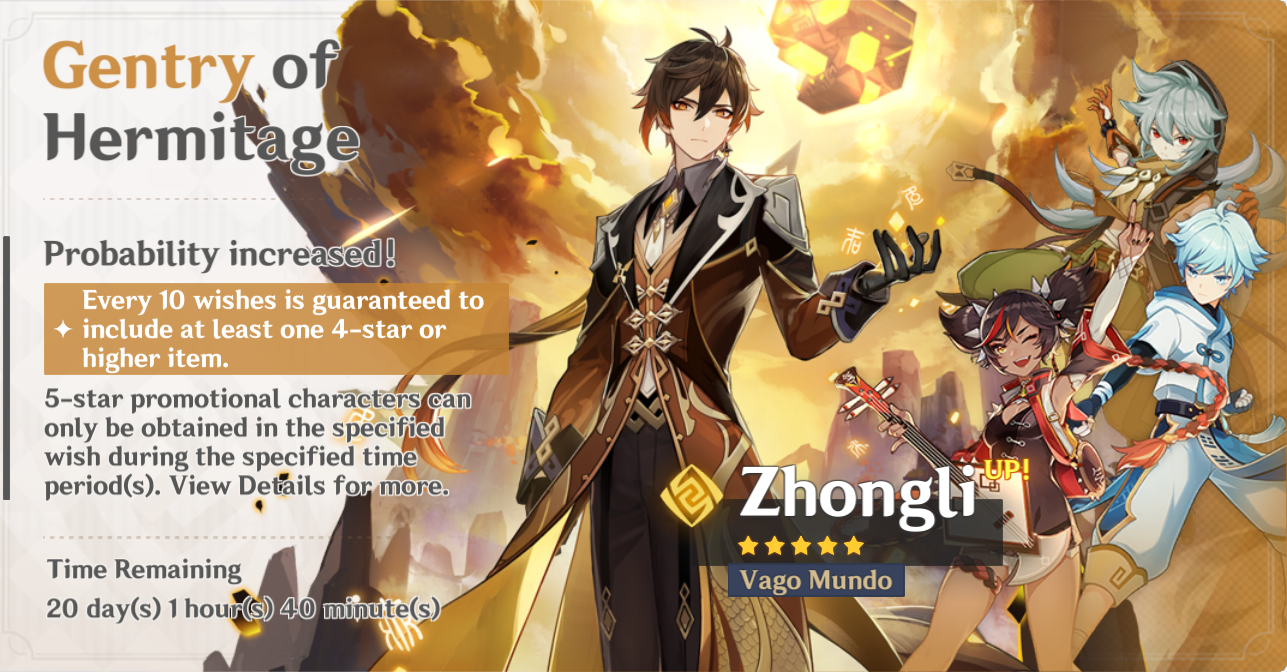 Gentry of
Hermitage
Probability increased!
Every 10 wishes is guaranteed to
include at least one 4-star or
higher item.
5-star promotional characters can
only be obtained in the specified
wish during the specified time
period(s). View Details for more.
Time Remaining
20 day(s) 1 hour(s) 40 minute(s)
Zhongli UP!
Vago Mundo